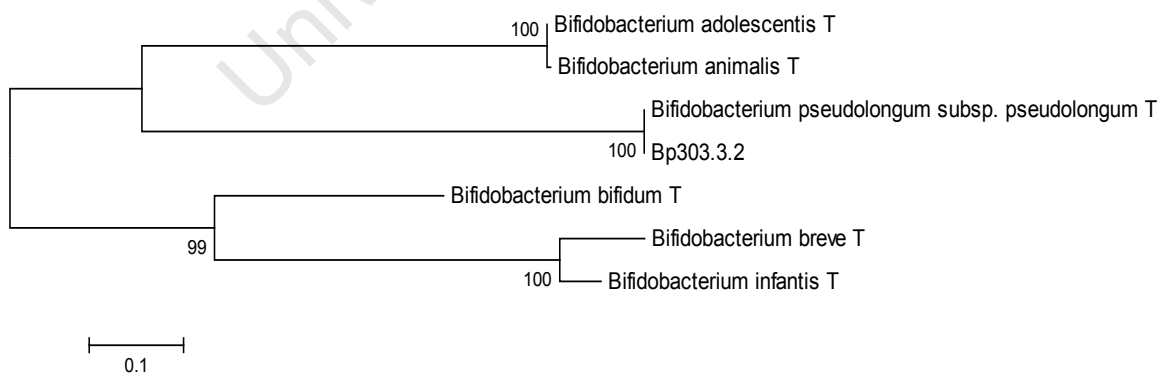 100 Bifidobacterium adolescentis T
Bifidobacterium animalis T
Bifidobacterium pseudolongum subsp. pseudolongum T
100 Bp303.3.2
Bifidobacterium bifidum T
99
Bifidobacterium breve T
100
Bifidobacterium infantis T
0.1